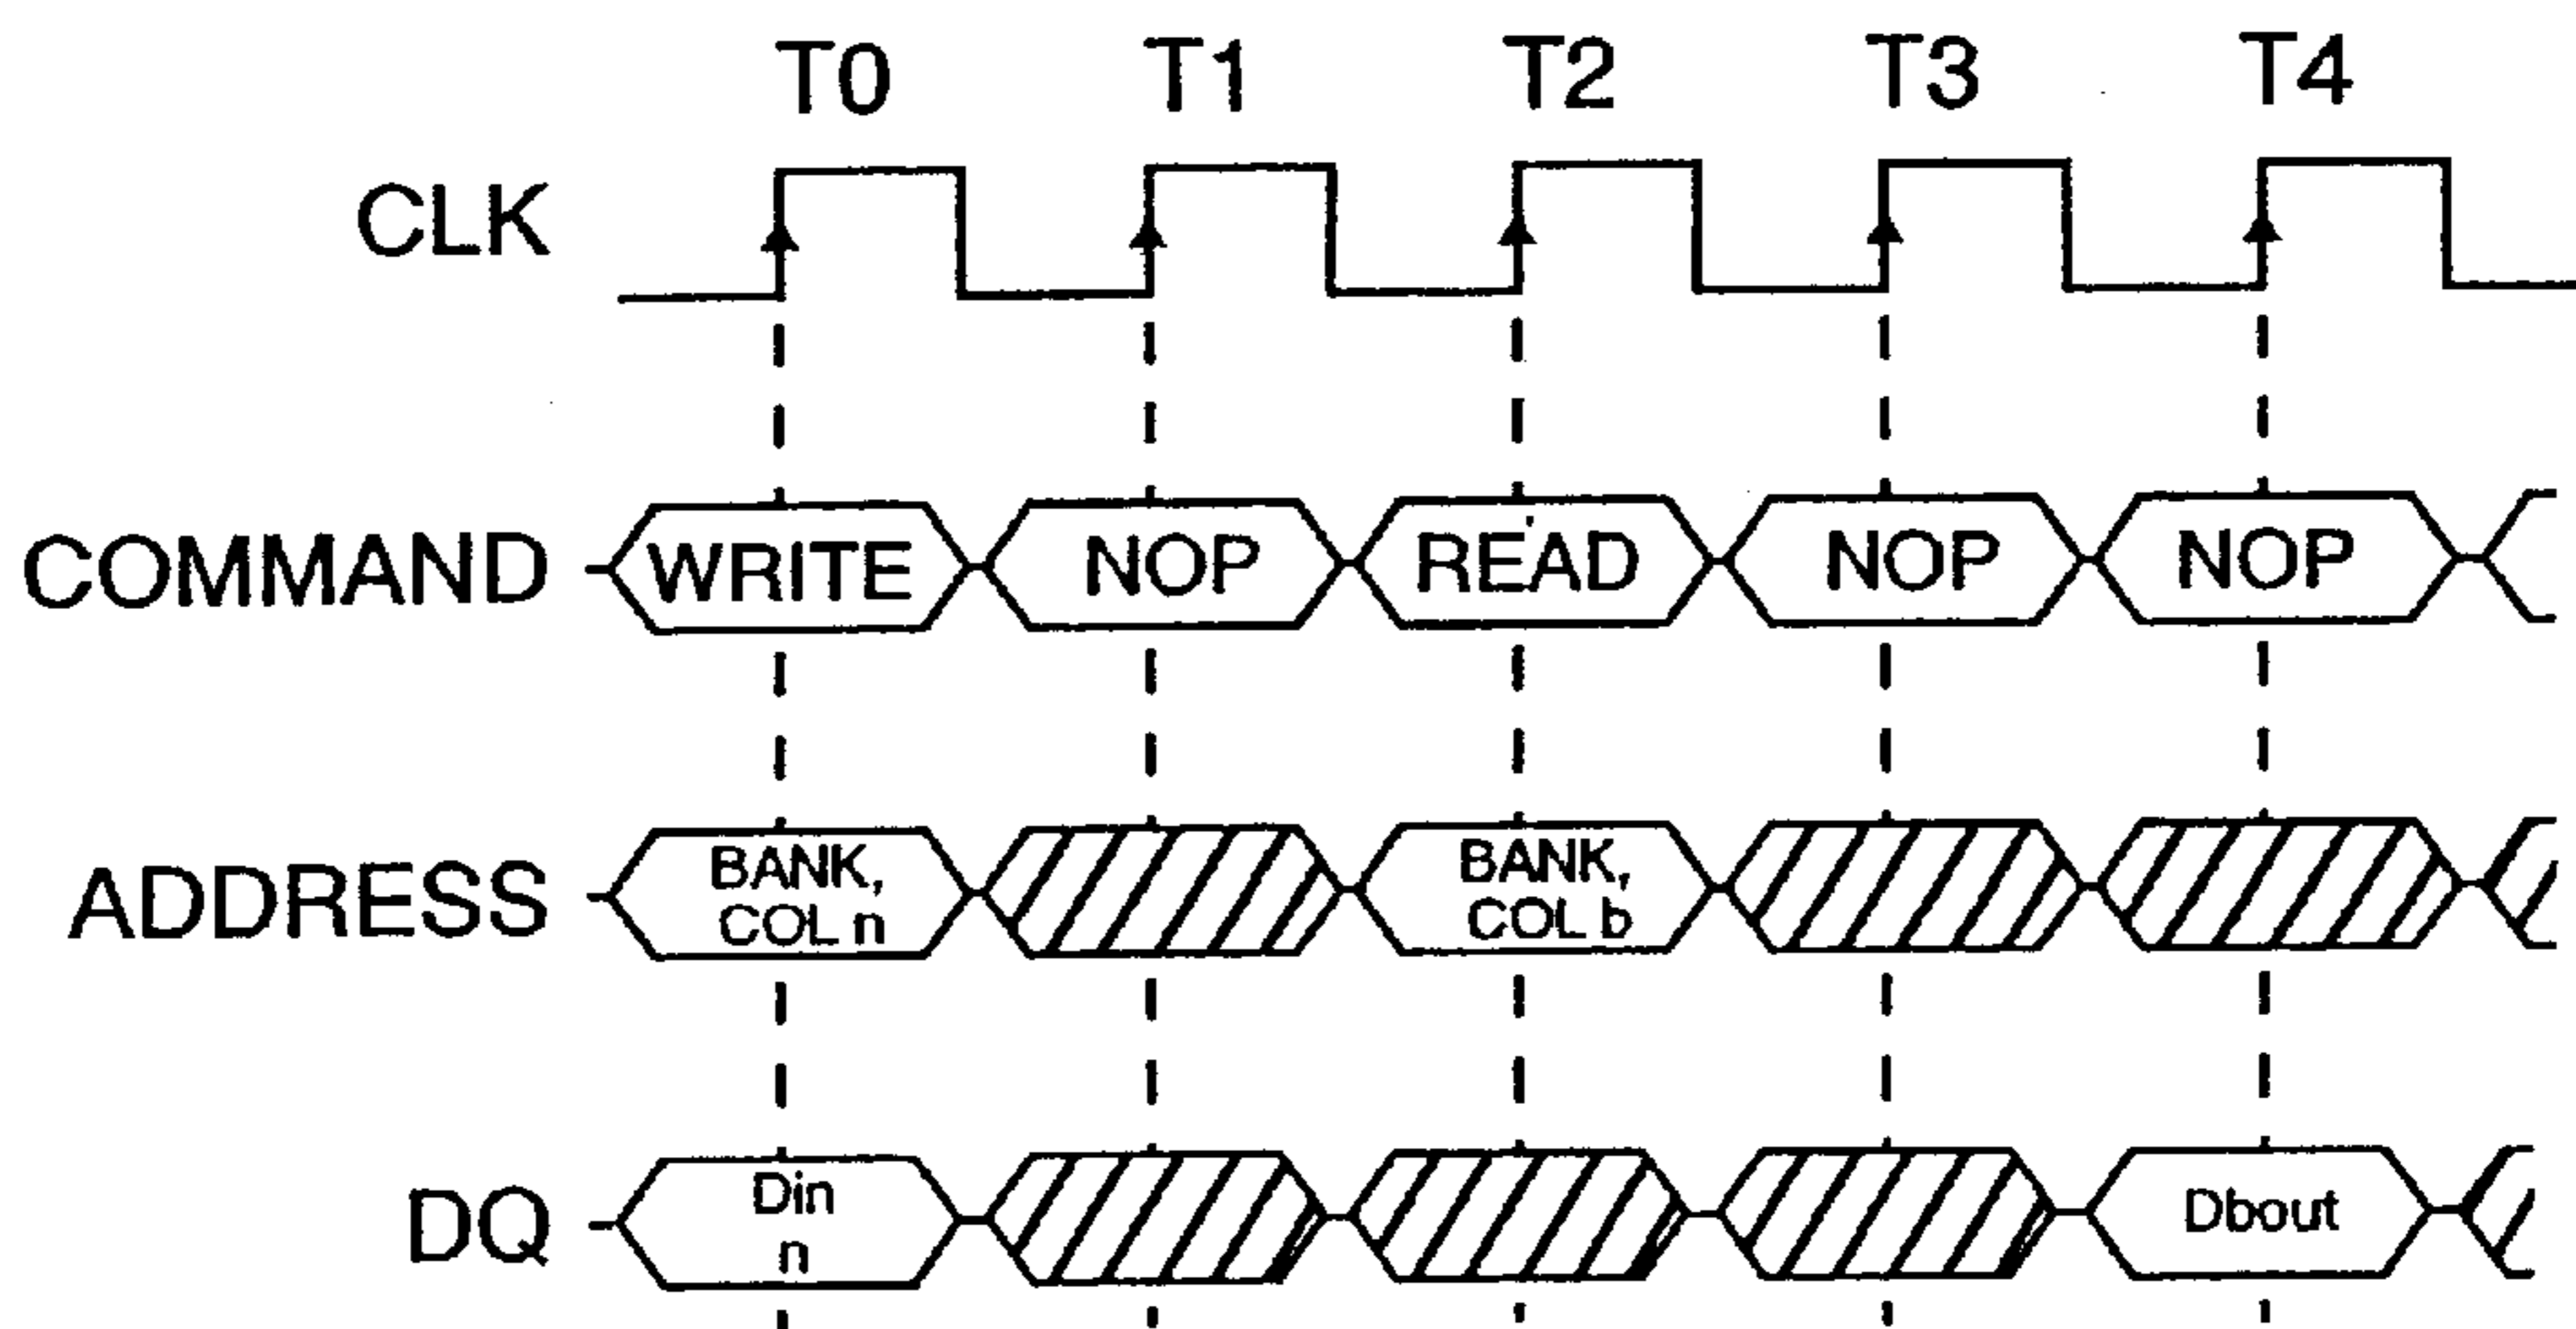 T0 T1 T2 T3 T4
CLK
COMMAND WRITE NOP READ NOP NOP
ADDRESS BANK, COL n BANK, COL b
DQ Din n Dbout